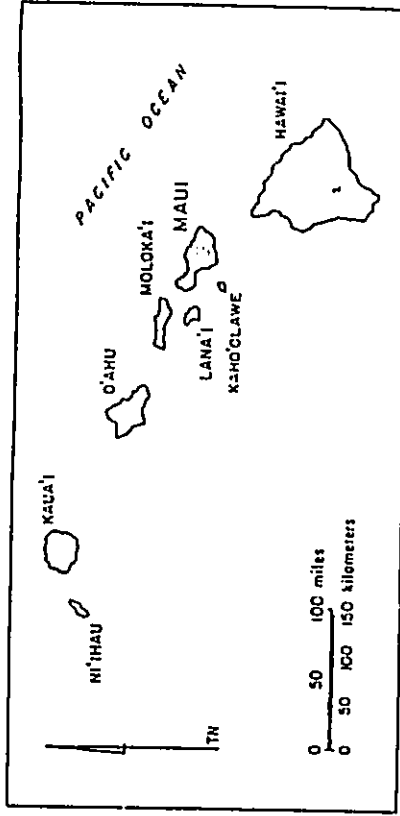 PACIFIC OCEAN
KAUA'I
NI'IHAU
O'AHU
MOLOKA'I
MAUI
LANA'I
KAHO'OLAWE
HAWAI'I
TN
0 50 100 miles
0 50 100 150 kilometers